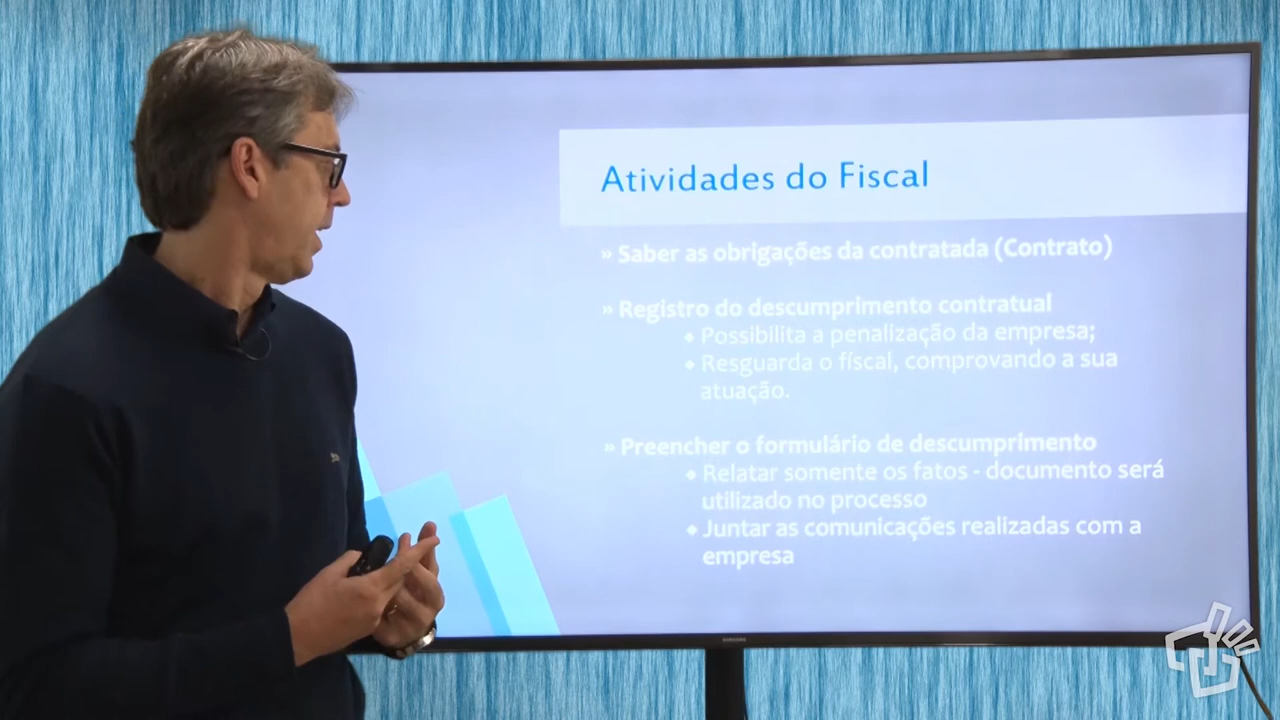 Atividades do Fiscal
» Saber as obrigações da contratada (Contrato)
» Registro do descumprimento contratual
◆ Possibilita a penalização da empresa;
◆ Resguarda o fiscal, comprovando a sua
atuação.
» Preencher o formulário de descumprimento
◆ Relatar somente os fatos - documento será
utilizado no processo
◆ Juntar as comunicações realizadas com a
empresa
SAMSUNG